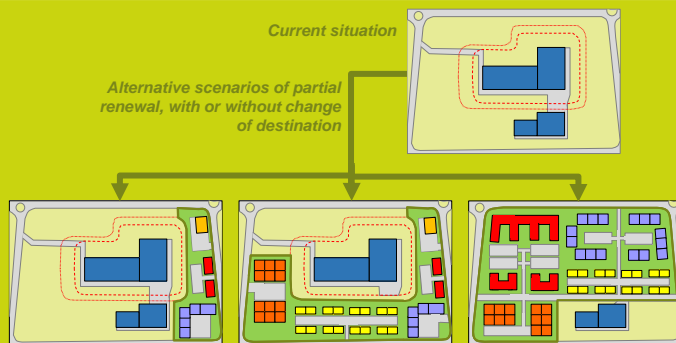 Current situation
Alternative scenarios of partial
renewal, with or without change
of destination